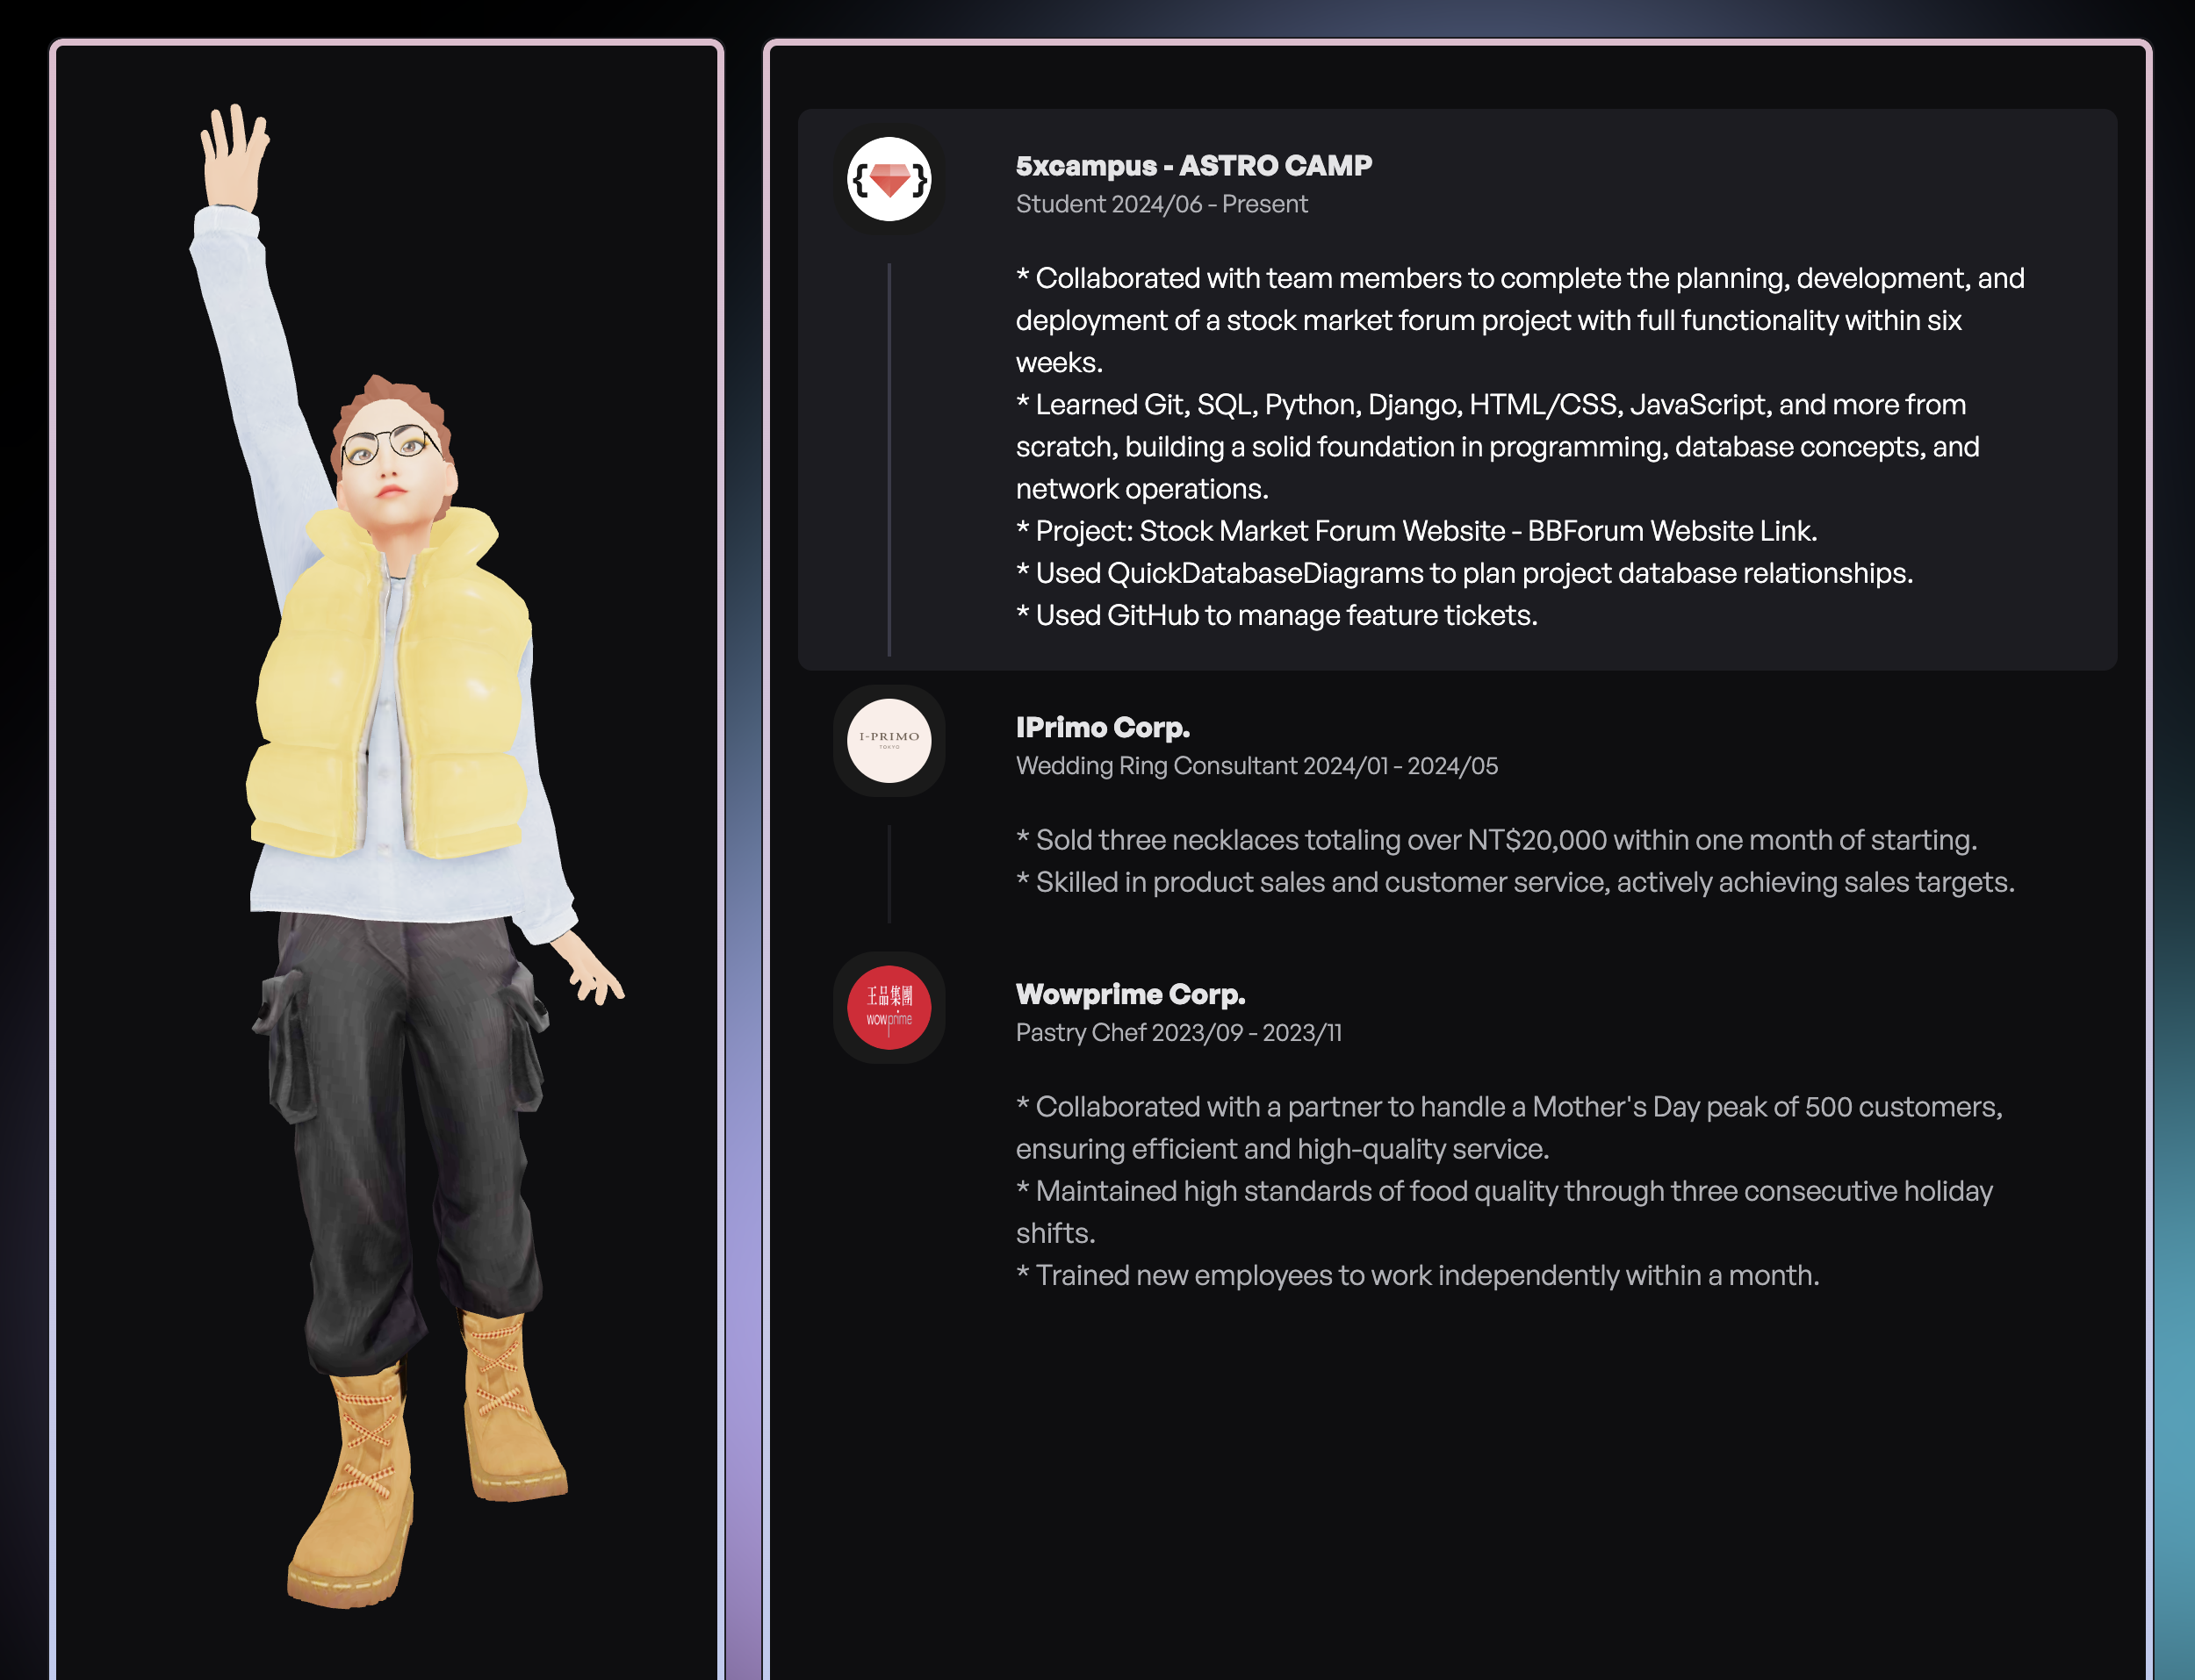 5xcampus - ASTRO CAMP
Student 2024/06 - Present
* Collaborated with team members to complete the planning, development, and
deployment of a stock market forum project with full functionality within six
weeks.
* Learned Git, SQL, Python, Django, HTML/CSS, JavaScript, and more from
scratch, building a solid foundation in programming, database concepts, and
network operations.
* Project: Stock Market Forum Website - BBForum Website Link.
* Used QuickDatabaseDiagrams to plan project database relationships.
* Used GitHub to manage feature tickets.
I-PRIMO
TOKYO
IPrimo Corp.
Wedding Ring Consultant 2024/01 - 2024/05
* Sold three necklaces totaling over NT$20,000 within one month of starting.
* Skilled in product sales and customer service, actively achieving sales targets.
王品集團
wowprime
Wowprime Corp.
Pastry Chef 2023/09 - 2023/11
* Collaborated with a partner to handle a Mother's Day peak of 500 customers,
ensuring efficient and high-quality service.
* Maintained high standards of food quality through three consecutive holiday
shifts.
* Trained new employees to work independently within a month.